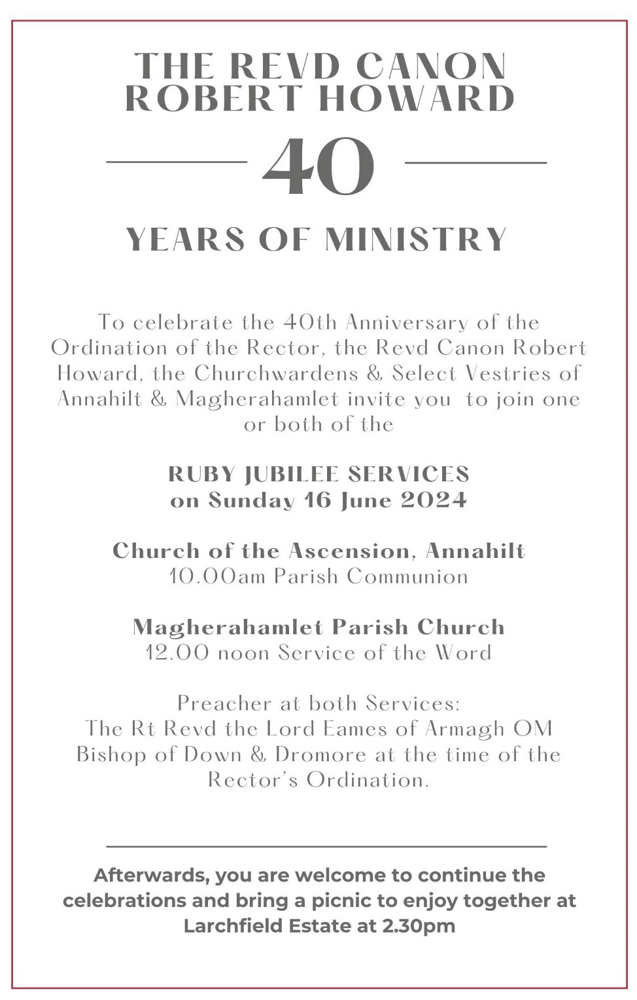 THE REVD CANON
ROBERT HOWARD
40
YEARS OF MINISTRY
To celebrate the 40th Anniversary of the
Ordination of the Rector, the Revd Canon Robert
Howard, the Churchwardens & Select Vestries of
Annahilt & Magherahamlet invite you  to join one
or both of the
RUBY JUBILEE SERVICES
on Sunday 16 June 2024
Church of the Ascension, Annahilt
10.00am Parish Communion
Magherahamlet Parish Church
12.00 noon Service of the Word
Preacher at both Services:
The Rt Revd the Lord Eames of Armagh OM
Bishop of Down & Dromore at the time of the
Rector's Ordination.
Afterwards, you are welcome to continue the
celebrations and bring a picnic to enjoy together at
Larchfield Estate at 2.30pm